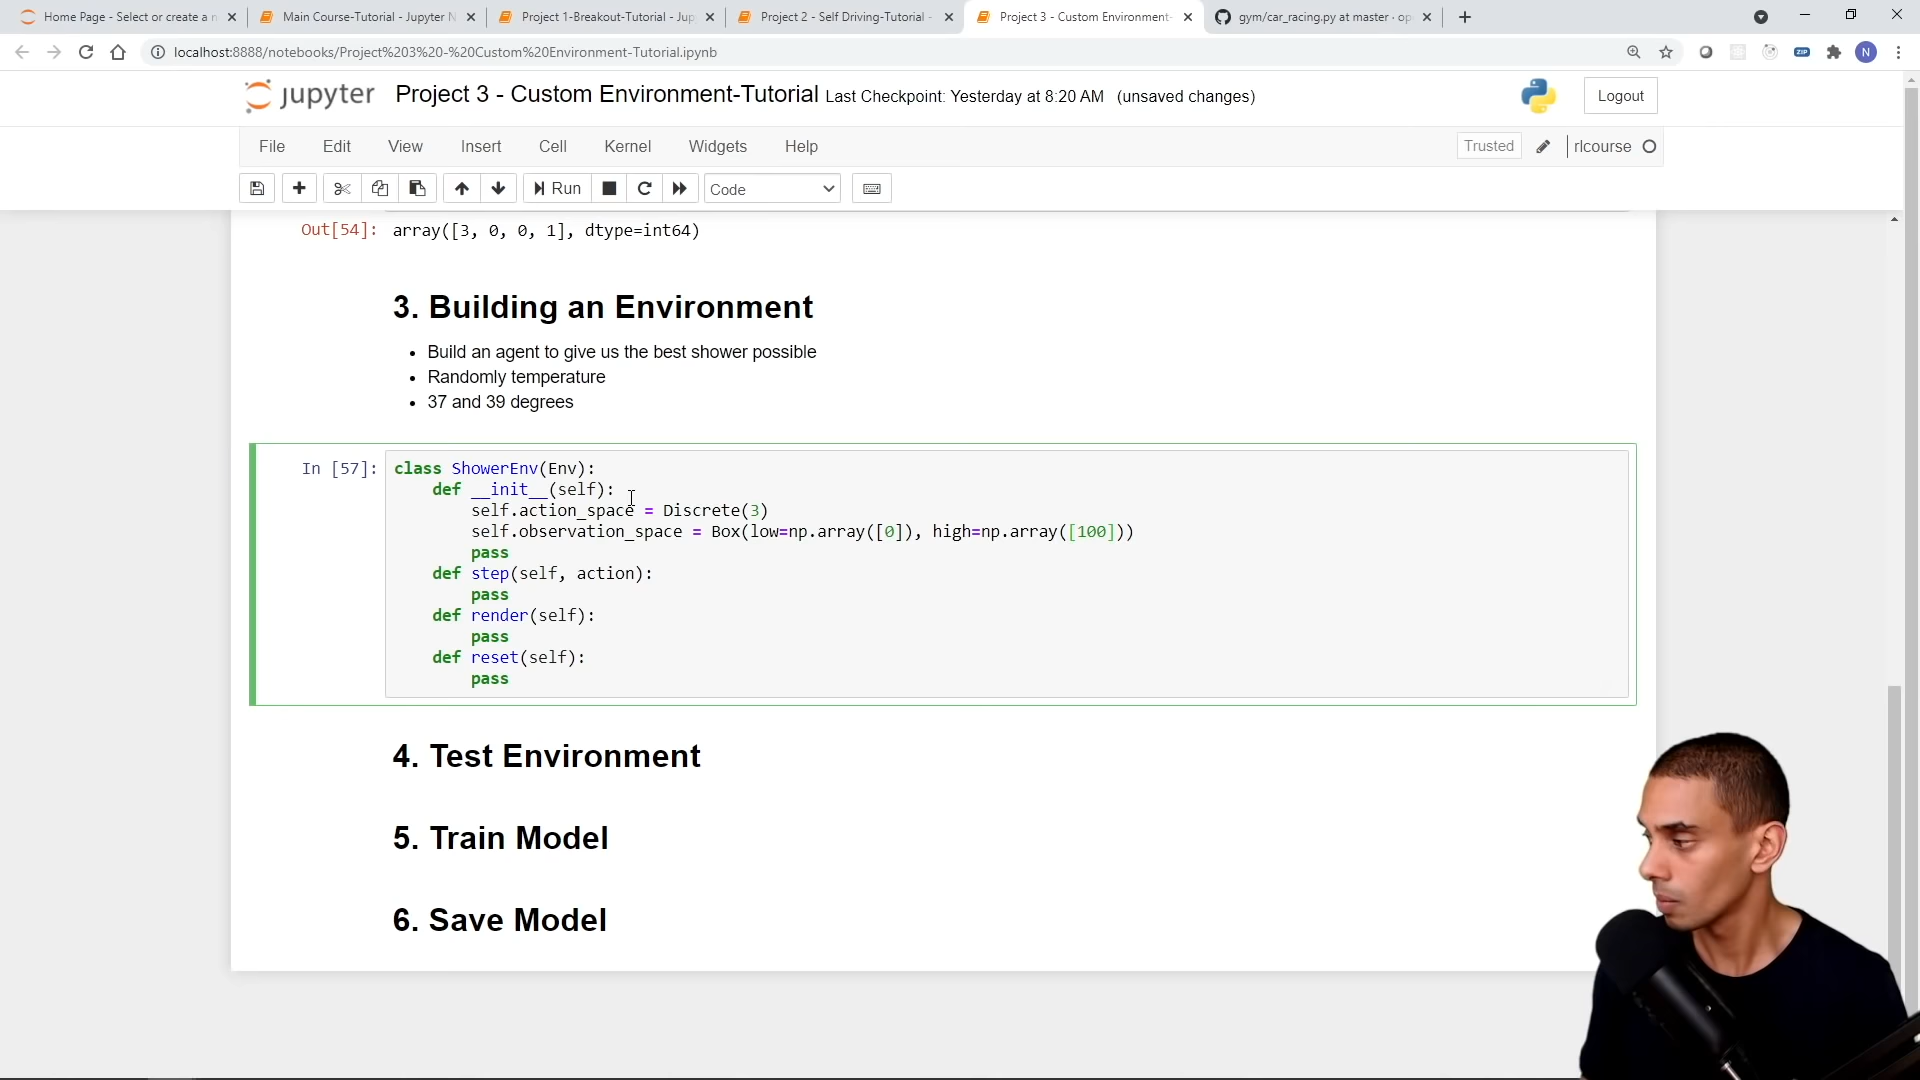 Home Page - Select or create a n
Main Course-Tutorial - Jupyter N
Project 1-Breakout-Tutorial - Jup
Project 2 - Self Driving-Tutorial -
Project 3 - Custom Environment-
gym/car_racing.py at master · op
localhost:8888/notebooks/Project%203%20-%20Custom%20Environment-Tutorial.ipynb
ZIP
N
jupyter Project 3 - Custom Environment-Tutorial Last Checkpoint: Yesterday at 8:20 AM (unsaved changes)
Logout
File Edit View Insert Cell Kernel Widgets Help
Trusted
rlcourse
Run
Code
Out[54]: array([3, 0, 0, 1], dtype=int64)
3. Building an Environment
• Build an agent to give us the best shower possible
• Randomly temperature
• 37 and 39 degrees
In [57]: class ShowerEnv(Env):
def __init__(self):
self.action_space = Discrete(3)
self.observation_space = Box(low=np.array([0]), high=np.array([100]))
pass
def step(self, action):
pass
def render(self):
pass
def reset(self):
pass
4. Test Environment
5. Train Model
6. Save Model